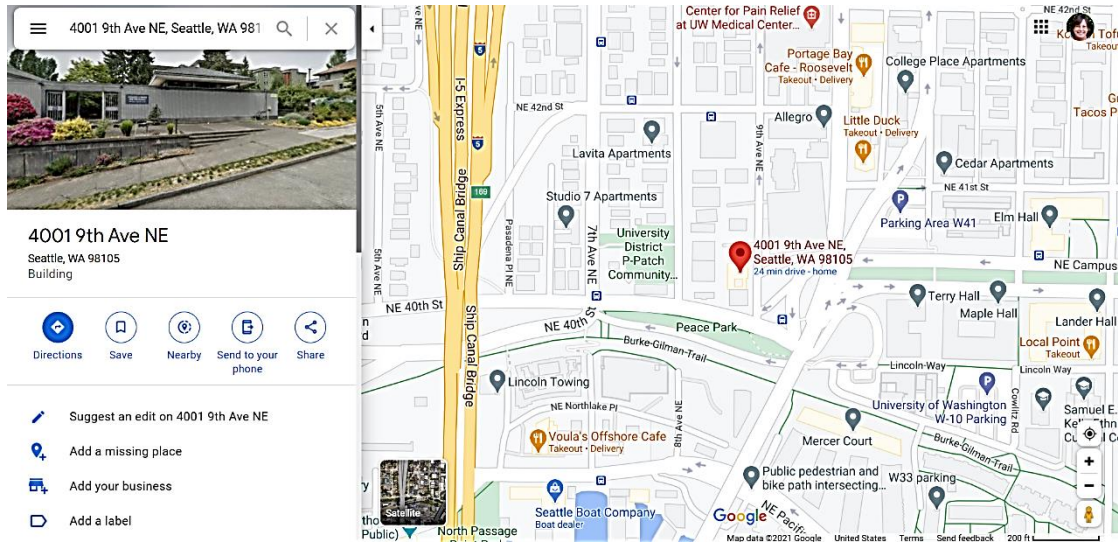 4001 9th Ave NE, Seattle, WA 981
4001 9th Ave NE
Seattle, WA 98105
Building
Directions
Save
Nearby
Send to your
phone
Share
Suggest an edit on 4001 9th Ave NE
Add a missing place
Add your business
Add a label
Satellite
Center for Pain Relief
at UW Medical Center...
NE 42nd St
Portage Bay
Cafe - Roosevelt
Takeout • Delivery
College Place Apartments
5th Ave NE
I-5 Express
5
NE 42nd St
Allegro
Little Duck
Takeout • Delivery
Lavita Apartments
9th Ave NE
5
Cedar Apartments
Ship Canal Bridge
169
Studio 7 Apartments
NE 41st St
Parking Area W41
Elm Hall
Pasadena Pl NE
7th Ave NE
University
District
P-Patch
Community...
4001 9th Ave NE,
Seattle, WA 98105
24 min drive - home
5th Ave NE
Ship Canal Bridge
NE Campus
NE 40th St
NE 40th St
Peace Park
Terry Hall
Maple Hall
Lander Hall
Burke-Gilman-Trail
Local Point
Takeout
Lincoln Towing
Lincoln-Way
Lincoln Way
University of Washington
W-10 Parking
Cowlitz Rd
Samuel E.
NE Northlake Pl
8th Ave NE
Voula's Offshore Cafe
Takeout • Delivery
Mercer Court
Burke-Gilman-Trail
Public pedestrian and
bike path intersecting...
W33 parking
Seattle Boat Company
Boat dealer
North Passage
Public)
NE Pacific
Google
Map data ©2021 Google
United States
Terms
Send feedback
200 ft